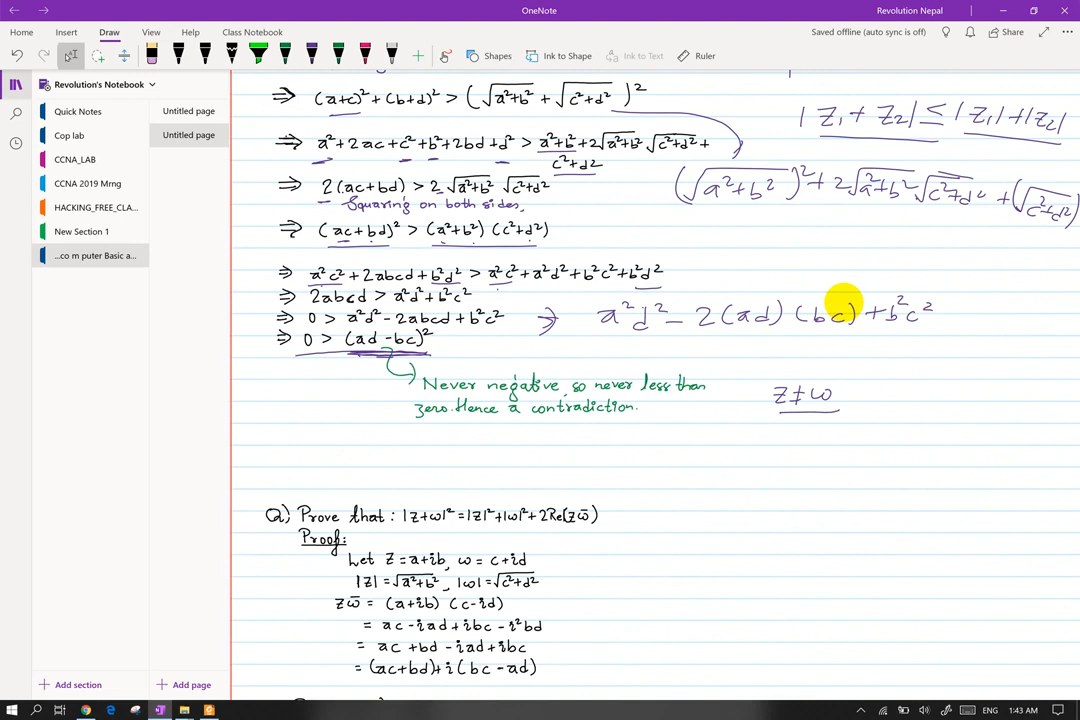 OneNote
Revolution Nepal
Home Insert Draw View Help Class Notebook
Saved offline (auto sync is off)
Share
Shapes
Ink to Shape
Ink to Text
Ruler
Revolution's Notebook
Quick Notes
Cop lab
CCNA_LAB
CCNA 2019 Mrng
HACKING_FREE_CLA...
New Section 1
...co m puter Basic a...
Untitled page
Untitled page
⇒ (a+c)² + (b+d)² > (√a²+b² + √c²+d²)²
⇒ a² + 2ac + c² + b² + 2bd + d² > a²+b² + 2√a²+b² √c²+d² +
c²+d²
⇒ 2(ac+bd) > 2√a²+b² √c²+d²
Squaring on both sides,
⇒ (ac+bd)² > (a²+b²) (c²+d²)
⇒ a²c² + 2abcd + b²d² > a²c² + a²d² + b²c² + b²d²
⇒ 2abcd > a²d² + b²c²
⇒ 0 > a²d² - 2abcd + b²c²
⇒ 0 > (ad - bc)²
Never negative, so never less than
zero. Hence a contradiction.
|z₁ + z₂| ≤ |z₁| + |z₂|
(√a²+b²)² + 2√a²+b² √c²+d² + (√c²+d²)²
⇒ a²d² - 2(ad)(bc) + b²c²
z ≠ ω
Q) Prove that : |z+ω|² = |z|² + |ω|² + 2Re(zω̄)
Proof:
Let z = a+ib, ω = c+id
|z| = √a²+b² , |ω| = √c²+d²
zω̄ = (a+ib) (c-id)
= ac - iad + ibc - i²bd
= ac + bd - iad + ibc
= (ac+bd) + i(bc - ad)
Add section
Add page
ENG 1:43 AM